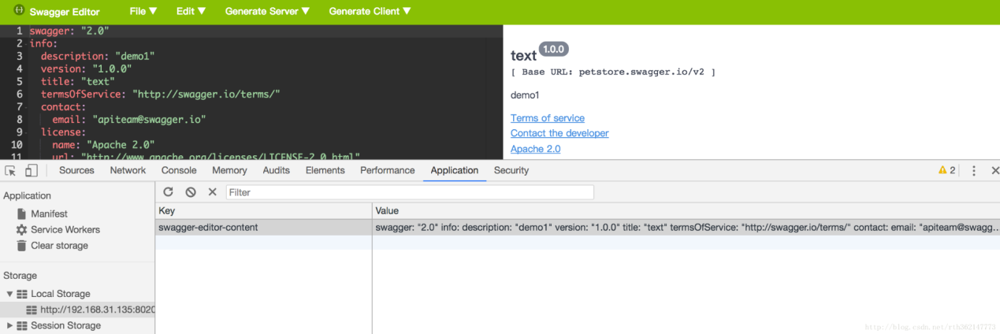 Swagger Editor File ▼ Edit ▼ Generate Server ▼ Generate Client ▼
1 swagger: "2.0"
2 info:
3 description: "demo1"
4 version: "1.0.0"
5 title: "text"
6 termsOfService: "http://swagger.io/terms/"
7 contact:
8 email: "apiteam@swagger.io"
9 license:
10 name: "Apache 2.0"
11 url: "http://www.apache.org/licenses/LICENSE-2.0.html"
text 1.0.0
[ Base URL: petstore.swagger.io/v2 ]
demo1
Terms of service
Contact the developer
Apache 2.0
Sources Network Console Memory Audits Elements Performance Application Security 2
Application
Manifest
Service Workers
Clear storage
Storage
Local Storage
http://192.168.31.135:8020
Session Storage
Filter
Key Value
swagger-editor-content swagger: "2.0" info: description: "demo1" version: "1.0.0" title: "text" termsOfService: "http://swagger.io/terms/" contact: email: "apiteam@swagg...